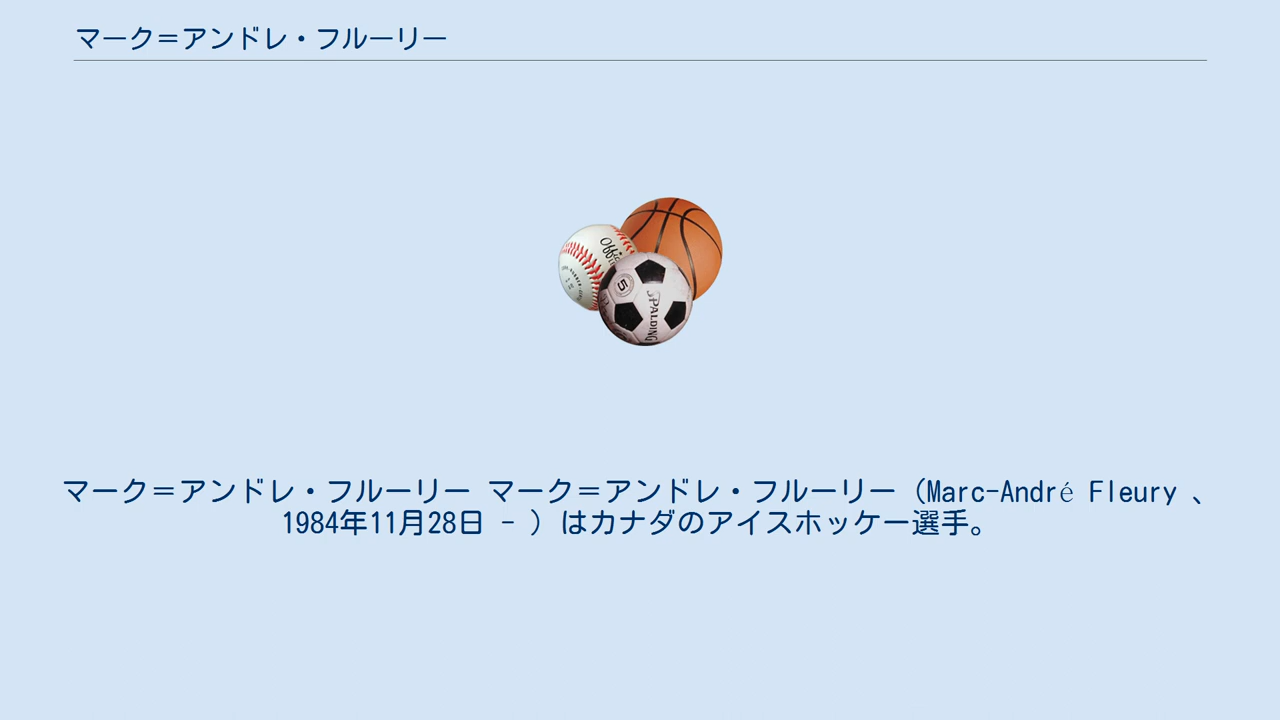 マーク＝アンドレ・フルーリー
Official
5
SPALDING
マーク＝アンドレ・フルーリー マーク＝アンドレ・フルーリー (Marc-André Fleury 、
1984年11月28日 - ) はカナダのアイスホッケー選手。